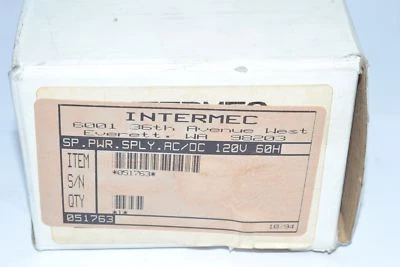 INTERMEC
6001 36th Avenue West
Everett. WA 98203
SP.PWR.SPLY.AC/DC 120V 60H
ITEM
*051763*
S/N
QTY
*1*
051763
10/94